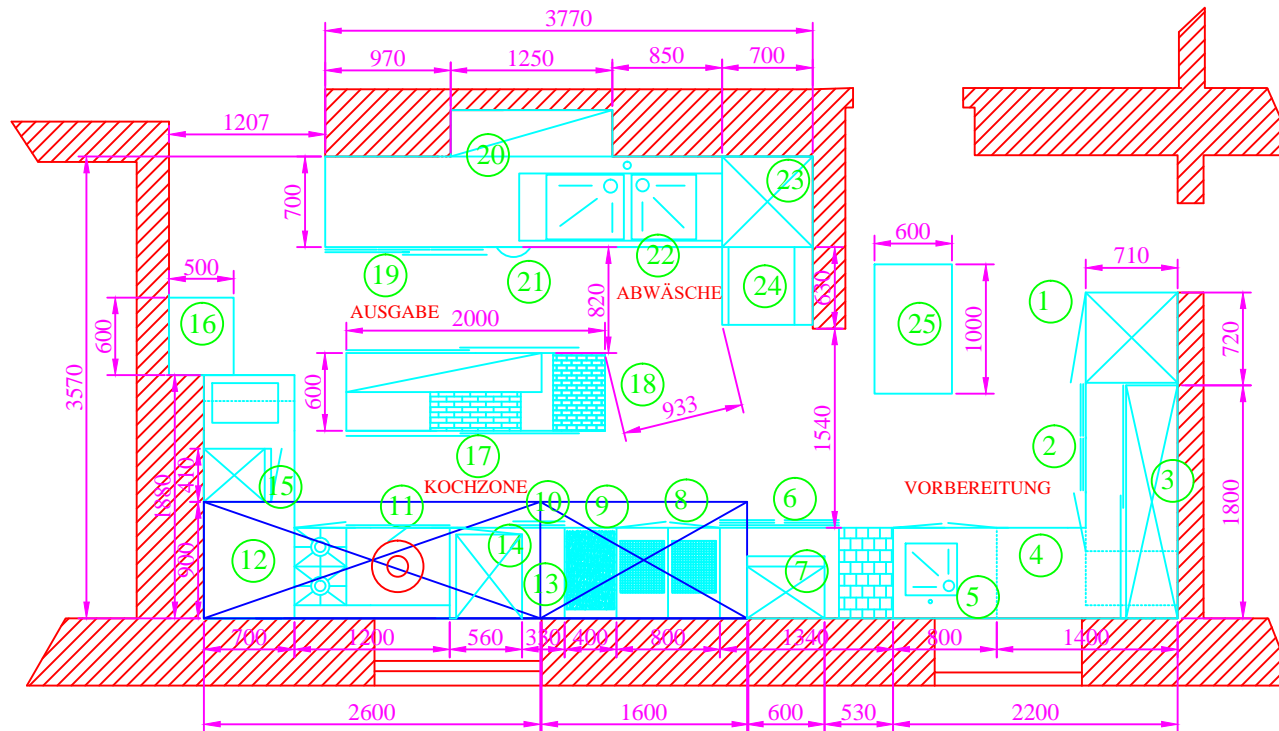 3770
970 1250 850 700
1207
20 23
700
500 19 21 22 24 630 600 710
AUSGABE ABWÄSCHE
16 820 25 1000 1
600 2000 720
3570
600 18 933
1540
17 2 3
KOCHZONE VORBEREITUNG
410 15 1880 11 10 9 8 6 1800
900 12 14 13 7 5 4
700 1200 560 330 400 800 1340 800 1400
2600 1600 600 530 2200